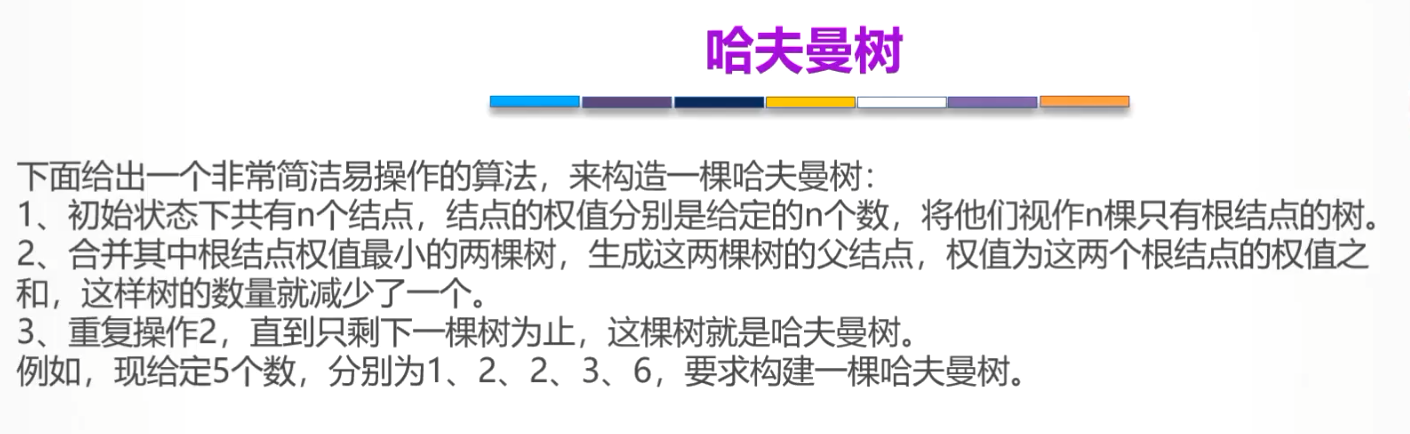 哈夫曼树
下面给出一个非常简洁易操作的算法，来构造一棵哈夫曼树：
1、初始状态下共有n个结点，结点的权值分别是给定的n个数，将他们视作n棵只有根结点的树。
2、合并其中根结点权值最小的两棵树，生成这两棵树的父结点，权值为这两个根结点的权值之
和，这样树的数量就减少了一个。
3、重复操作2，直到只剩下一棵树为止，这棵树就是哈夫曼树。
例如，现给定5个数，分别为1、2、2、3、6，要求构建一棵哈夫曼树。